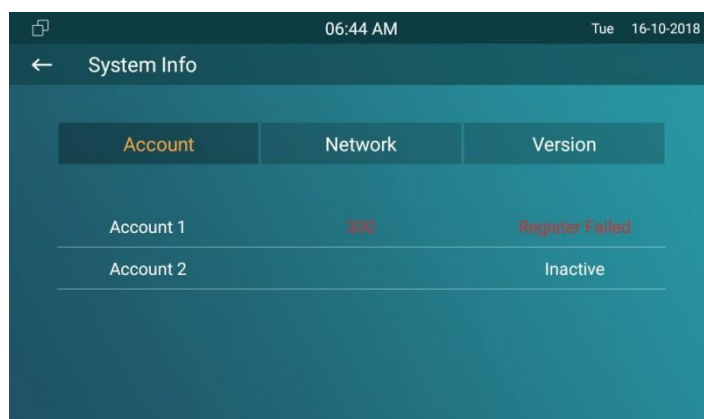 06:44 AM Tue 16-10-2018
System Info
Account Network Version
Account 1 300 Register Failed
Account 2 Inactive